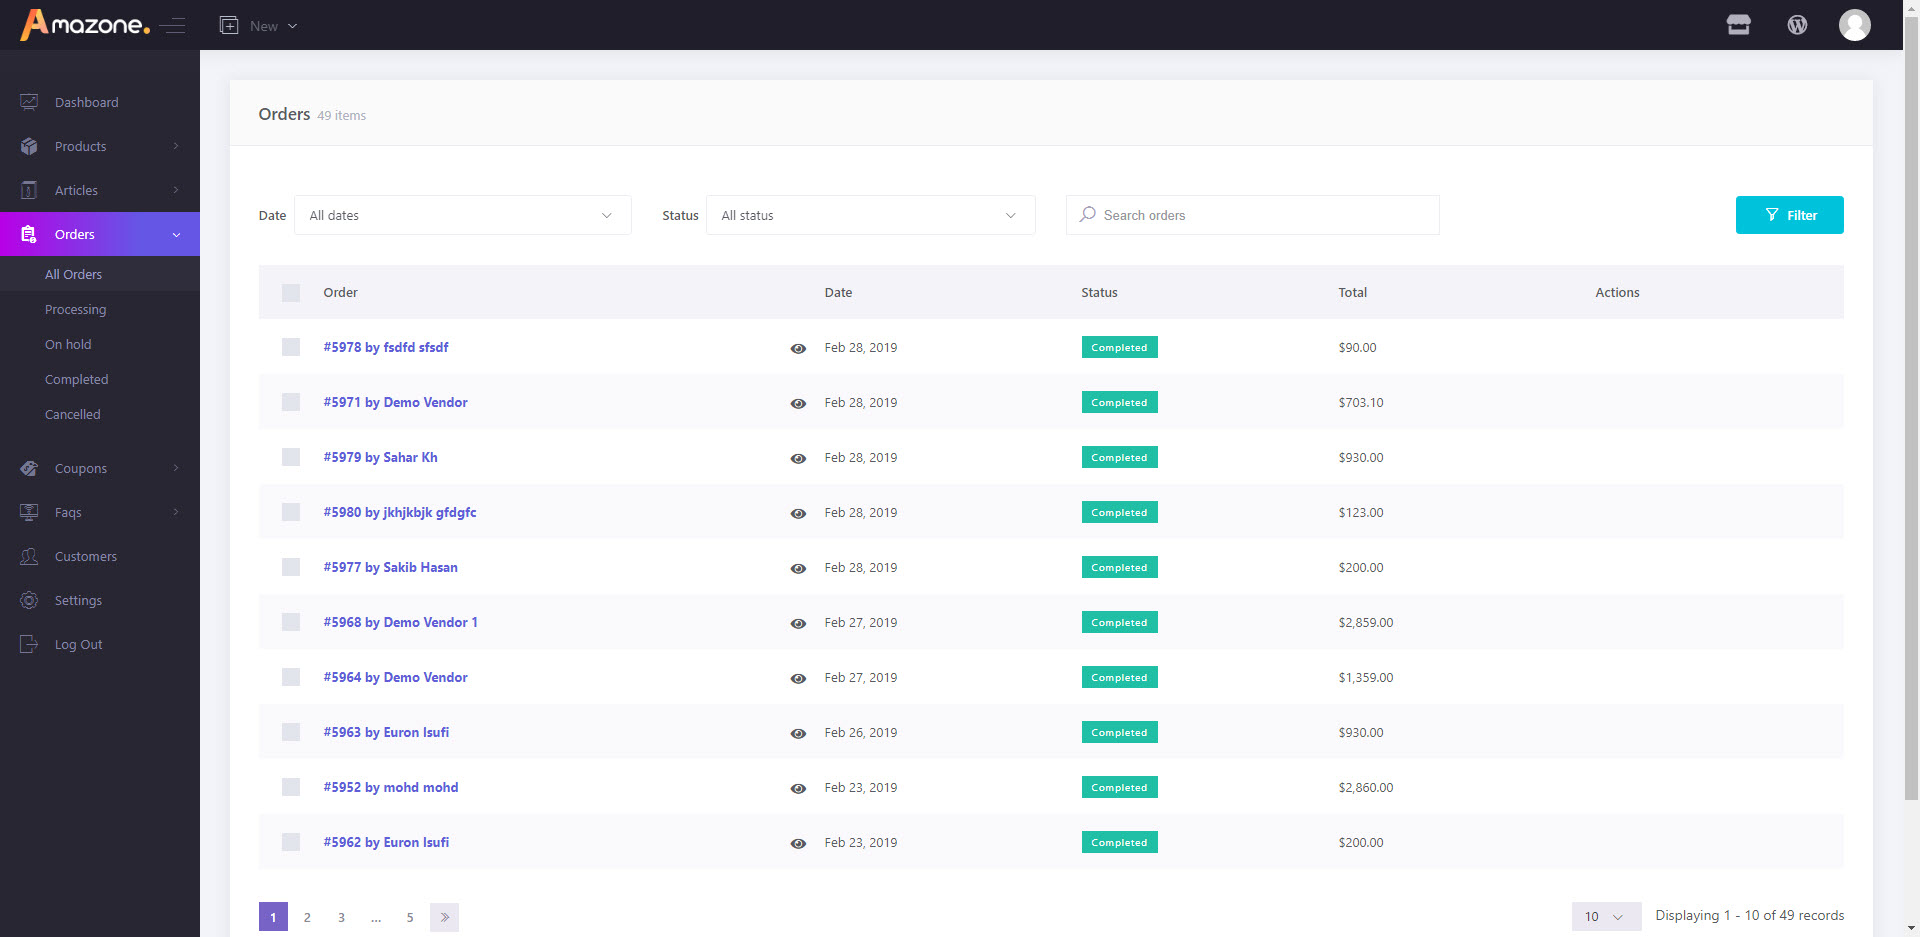 Amazone.
New
Dashboard
Products
Articles
Orders
All Orders
Processing
On hold
Completed
Cancelled
Coupons
Faqs
Customers
Settings
Log Out
Orders 49 items
Date All dates Status All status Search orders Filter
Order Date Status Total Actions
#5978 by fsdfd sfsdf Feb 28, 2019 Completed $90.00
#5971 by Demo Vendor Feb 28, 2019 Completed $703.10
#5979 by Sahar Kh Feb 28, 2019 Completed $930.00
#5980 by jkhjkbjk gfdgfc Feb 28, 2019 Completed $123.00
#5977 by Sakib Hasan Feb 28, 2019 Completed $200.00
#5968 by Demo Vendor 1 Feb 27, 2019 Completed $2,859.00
#5964 by Demo Vendor Feb 27, 2019 Completed $1,359.00
#5963 by Euron Isufi Feb 26, 2019 Completed $930.00
#5952 by mohd mohd Feb 23, 2019 Completed $2,860.00
#5962 by Euron Isufi Feb 23, 2019 Completed $200.00
1 2 3 ... 5 » 10 Displaying 1 - 10 of 49 records